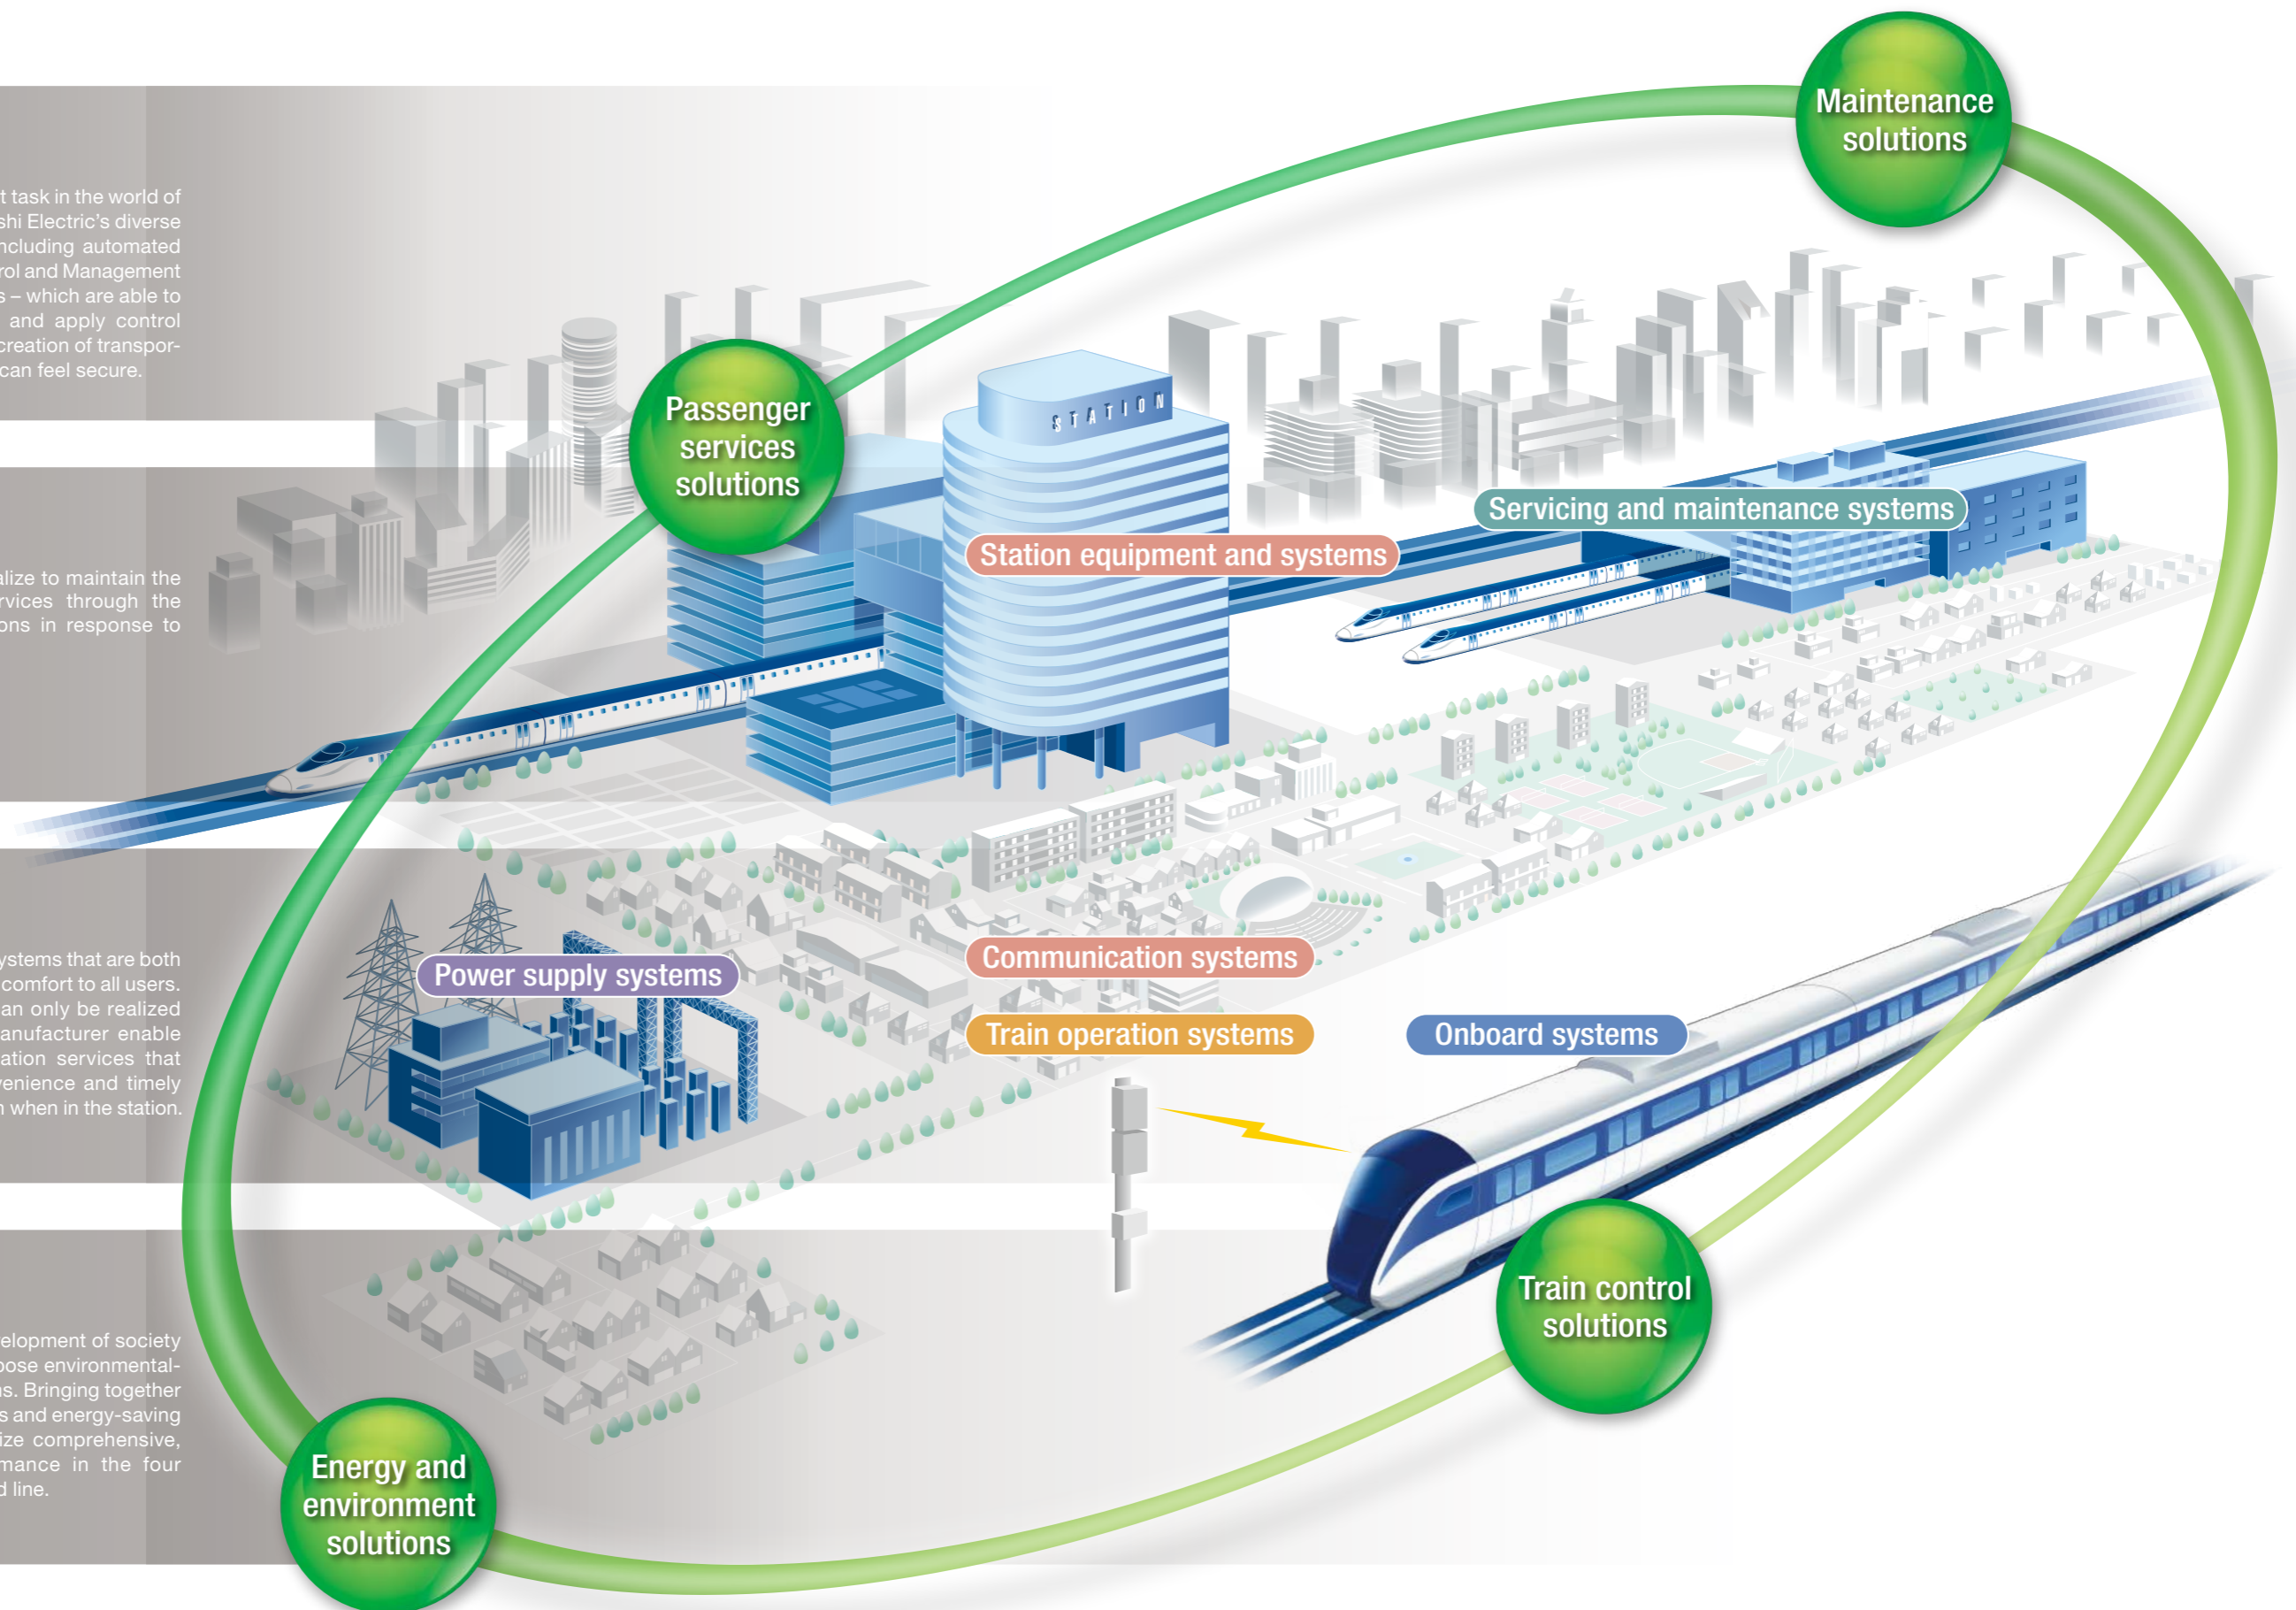 t task in the world of
shi Electric's diverse
ncluding automated
rol and Management
s – which are able to
and apply control
creation of transpor-
can feel secure.
alize to maintain the
rvices through the
ons in response to
ystems that are both
comfort to all users.
an only be realized
anufacturer enable
ation services that
venience and timely
n when in the station.
velopment of society
pose environmental-
ns. Bringing together
s and energy-saving
ize comprehensive,
mance in the four
d line.
Maintenance
solutions
Passenger
services
solutions
STATION
Servicing and maintenance systems
Station equipment and systems
Power supply systems
Communication systems
Train operation systems
Onboard systems
Train control
solutions
Energy and
environment
solutions